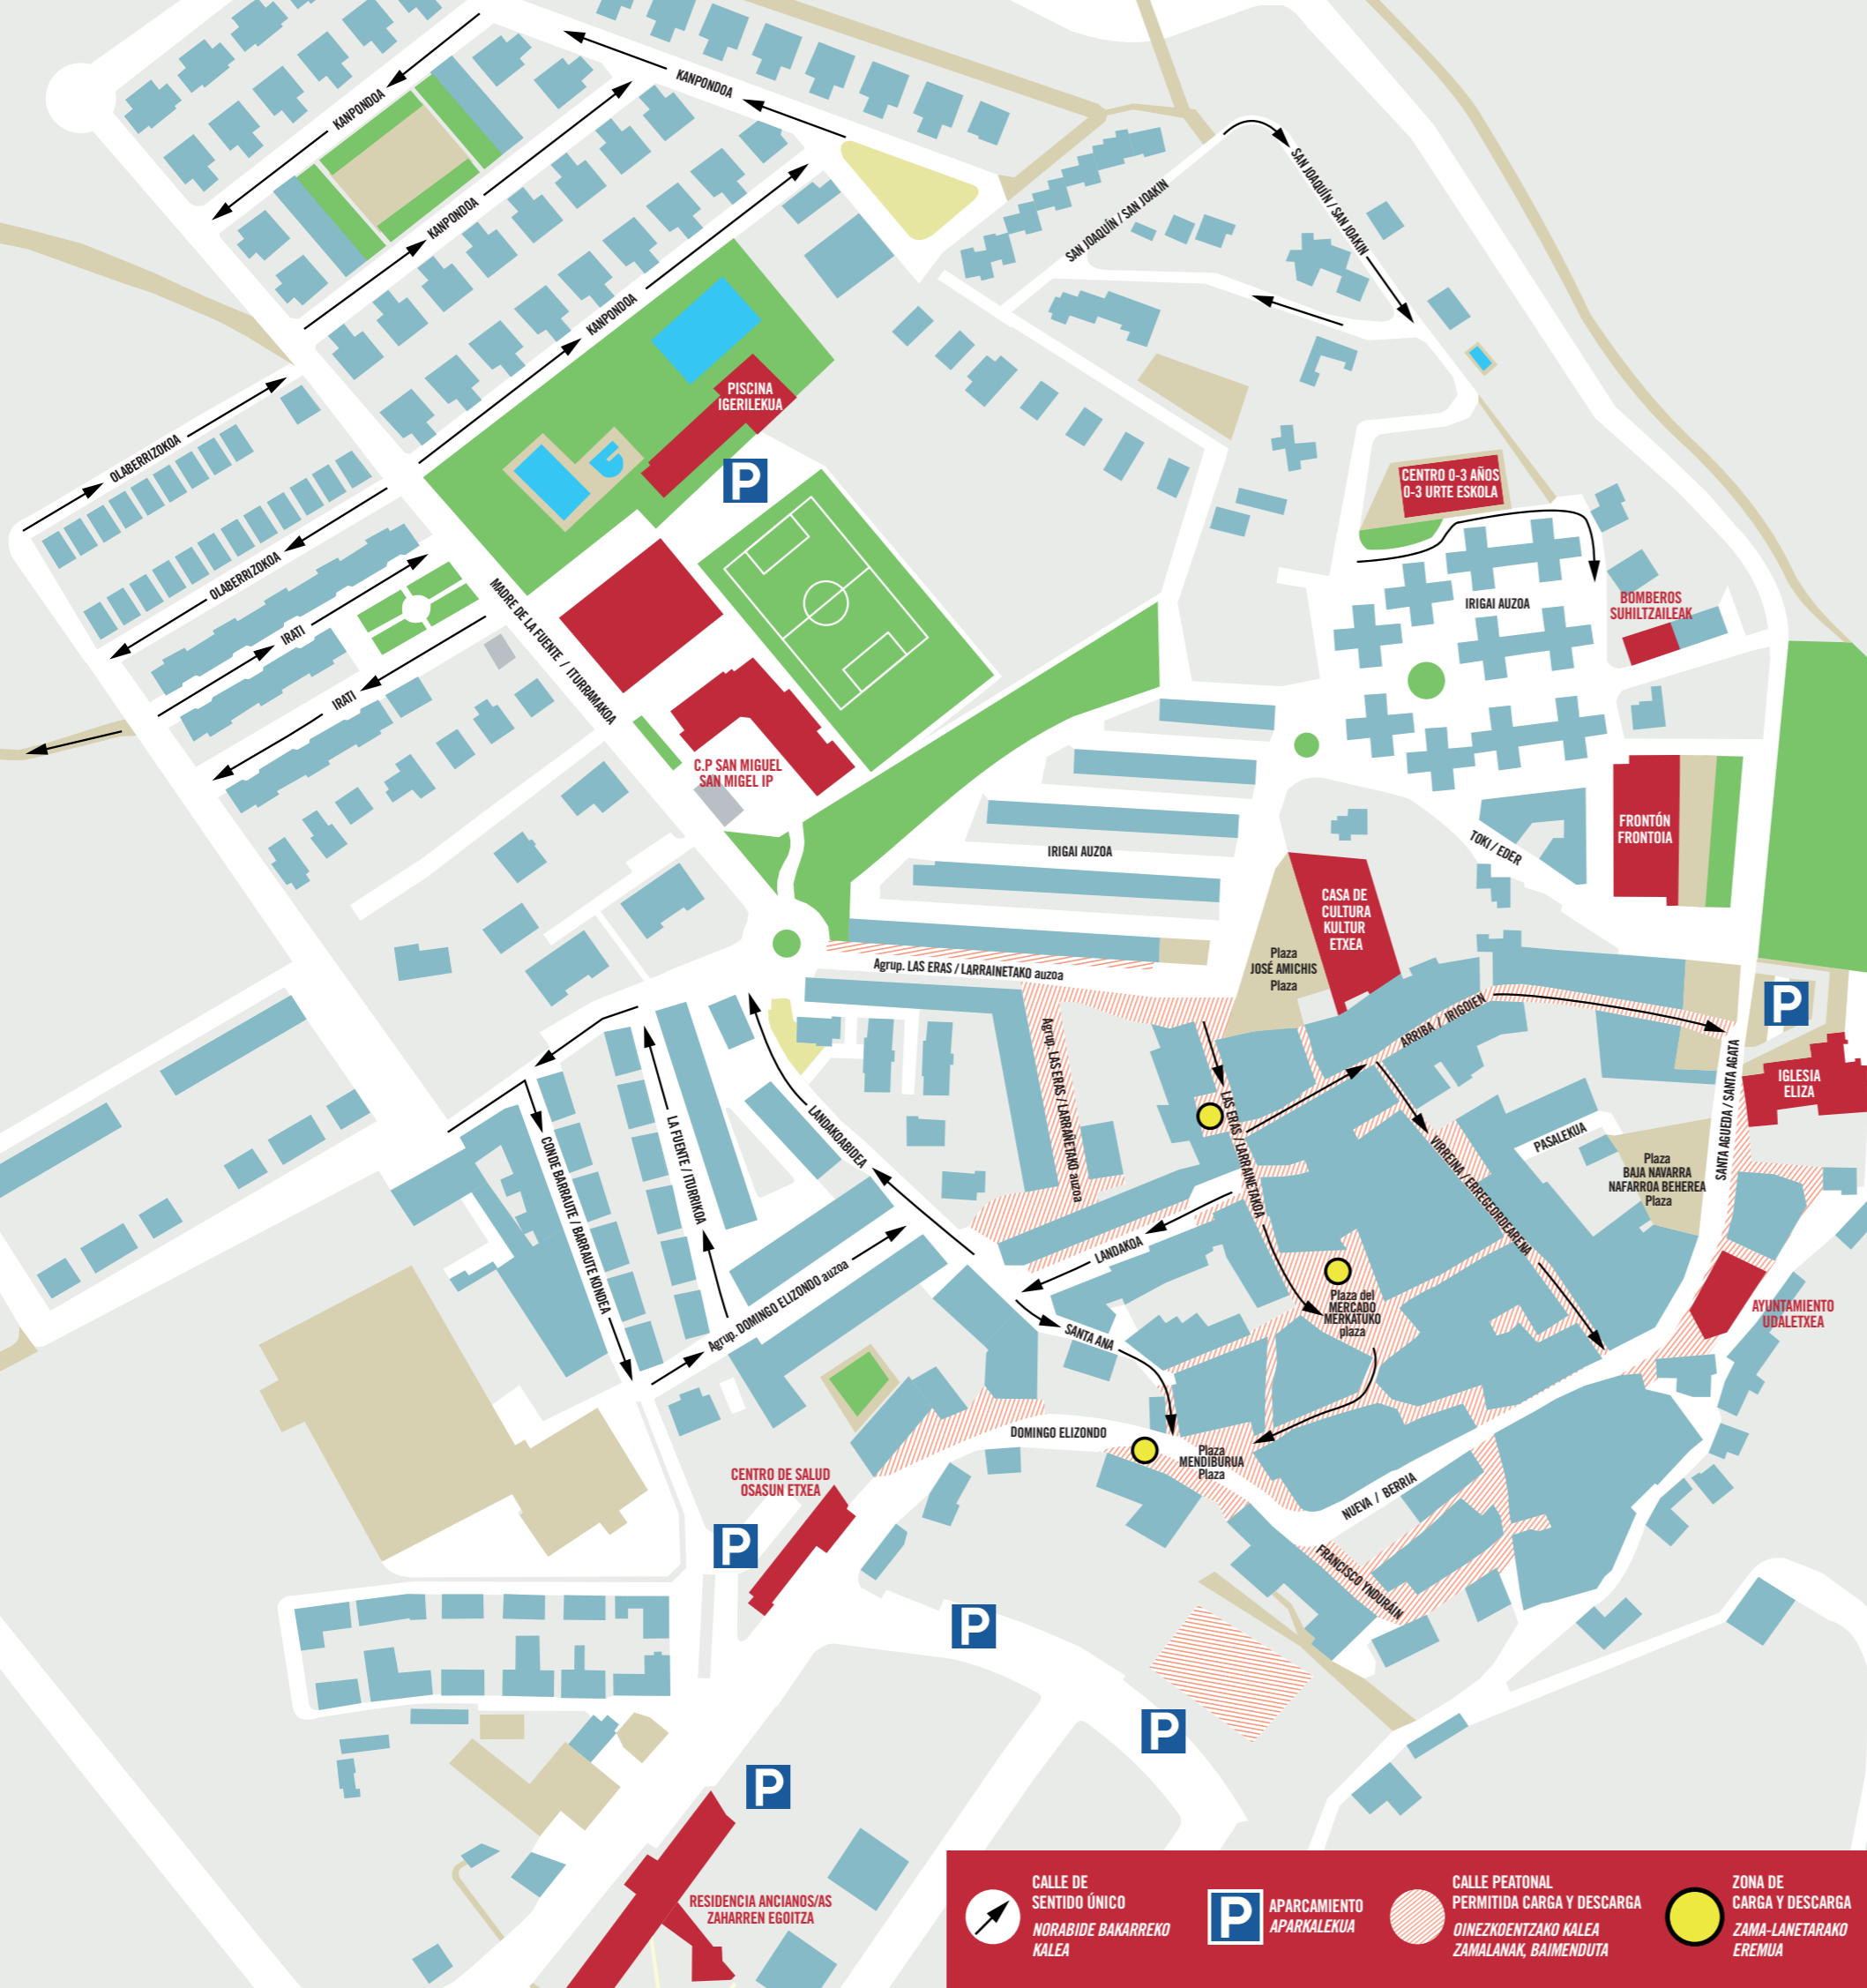 KANPONDOA
KANPONDOA
KANPONDOA
KANPONDOA
SAN JOAQUÍN / SAN JOAKIN
SAN JOAQUÍN / SAN JOAKIN
PISCINA
IGERILEKUA
P
OLABERRIZOKOA
OLABERRIZOKOA
IRATI
IRATI
MADRE DE LA FUENTE / ITURRAMAKOA
CENTRO 0-3 AÑOS
0-3 URTE ESKOLA
IRIGAI AUZOA
BOMBEROS
SUHILTZAILEAK
C.P SAN MIGUEL
SAN MIGEL IP
IRIGAI AUZOA
TOKI / EDER
FRONTÓN
FRONTOIA
CASA DE
CULTURA
KULTUR
ETXEA
Plaza
JOSÉ AMICHIS
Plaza
Agrup. LAS ERAS / LARRAINETAKO auzoa
Agrup. LAS ERAS / LARRAÑETAKO auzoa
ARRIBA / IRIGOIEN
P
IGLESIA
ELIZA
SANTA AGUEDA / SANTA AGATA
LAS ERAS / LARRAINETAKOA
LANDAKOABIDEA
LA FUENTE / ITURRIKOA
CONDE BARRAUTE / BARRAUTE KONDEA
VIRREINA / ERREGEORDEARENA
PASALEKUA
Plaza
BAJA NAVARRA
NAFARROA BEHEREA
Plaza
LANDAKOA
Agrup. DOMINGO ELIZONDO auzoa
SANTA ANA
Plaza del
MERCADO
MERKATUKO
plaza
AYUNTAMIENTO
UDALETXEA
DOMINGO ELIZONDO
Plaza
MENDIBURUA
Plaza
NUEVA / BERRIA
FRANCISCO YNDURÁIN
CENTRO DE SALUD
OSASUN ETXEA
P
P
P
P
RESIDENCIA ANCIANOS/AS
ZAHARREN EGOITZA
CALLE DE
SENTIDO ÚNICO
NORABIDE BAKARREKO
KALEA
P
APARCAMIENTO
APARKALEKUA
CALLE PEATONAL
PERMITIDA CARGA Y DESCARGA
OINEZKOENTZAKO KALEA
ZAMALANAK, BAIMENDUTA
ZONA DE
CARGA Y DESCARGA
ZAMA-LANETARAKO
EREMUA